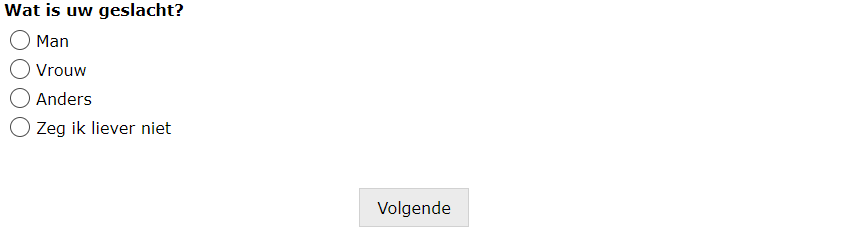 Wat is uw geslacht?
Man
Vrouw
Anders
Zeg ik liever niet
Volgende